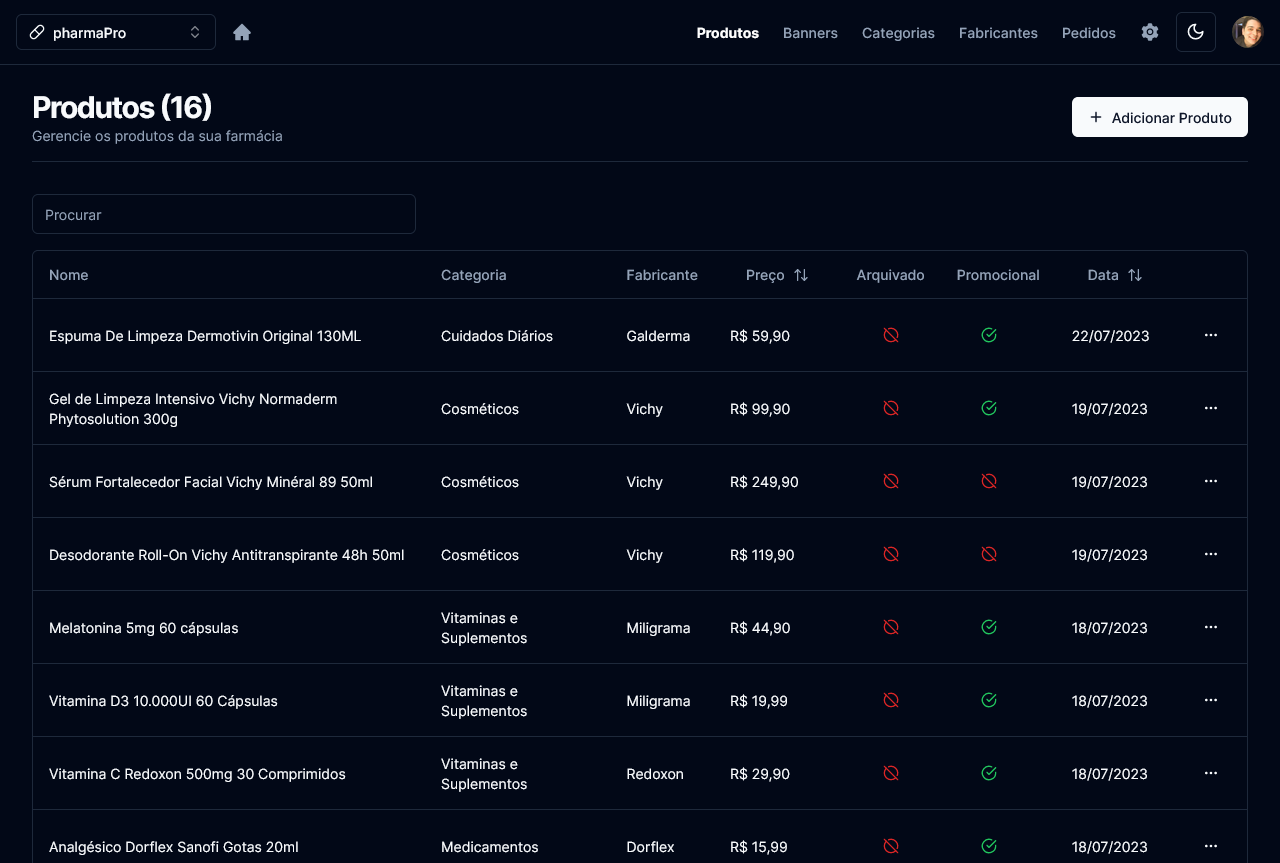 pharmaPro
Produtos Banners Categorias Fabricantes Pedidos
Produtos (16)
Gerencie os produtos da sua farmácia
+ Adicionar Produto
Procurar
Nome Categoria Fabricante Preço Arquivado Promocional Data
Espuma De Limpeza Dermotivin Original 130ML Cuidados Diários Galderma R$ 59,90 22/07/2023
Gel de Limpeza Intensivo Vichy Normaderm
Phytosolution 300g Cosméticos Vichy R$ 99,90 19/07/2023
Sérum Fortalecedor Facial Vichy Minéral 89 50ml Cosméticos Vichy R$ 249,90 19/07/2023
Desodorante Roll-On Vichy Antitranspirante 48h 50ml Cosméticos Vichy R$ 119,90 19/07/2023
Melatonina 5mg 60 cápsulas Vitaminas e
Suplementos Miligrama R$ 44,90 18/07/2023
Vitamina D3 10.000UI 60 Cápsulas Vitaminas e
Suplementos Miligrama R$ 19,99 18/07/2023
Vitamina C Redoxon 500mg 30 Comprimidos Vitaminas e
Suplementos Redoxon R$ 29,90 18/07/2023
Analgésico Dorflex Sanofi Gotas 20ml Medicamentos Dorflex R$ 15,99 18/07/2023